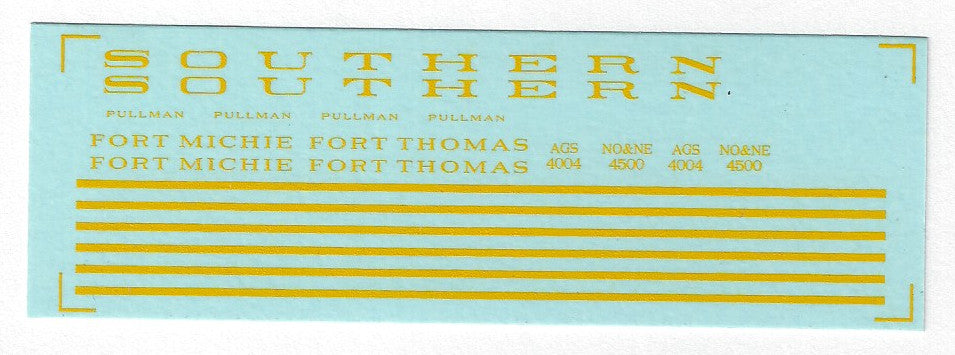 SOUTHERN
SOUTHERN
PULLMAN PULLMAN PULLMAN PULLMAN
FORT MICHIE FORT THOMAS AGS NO&NE AGS NO&NE
FORT MICHIE FORT THOMAS 4004 4500 4004 4500